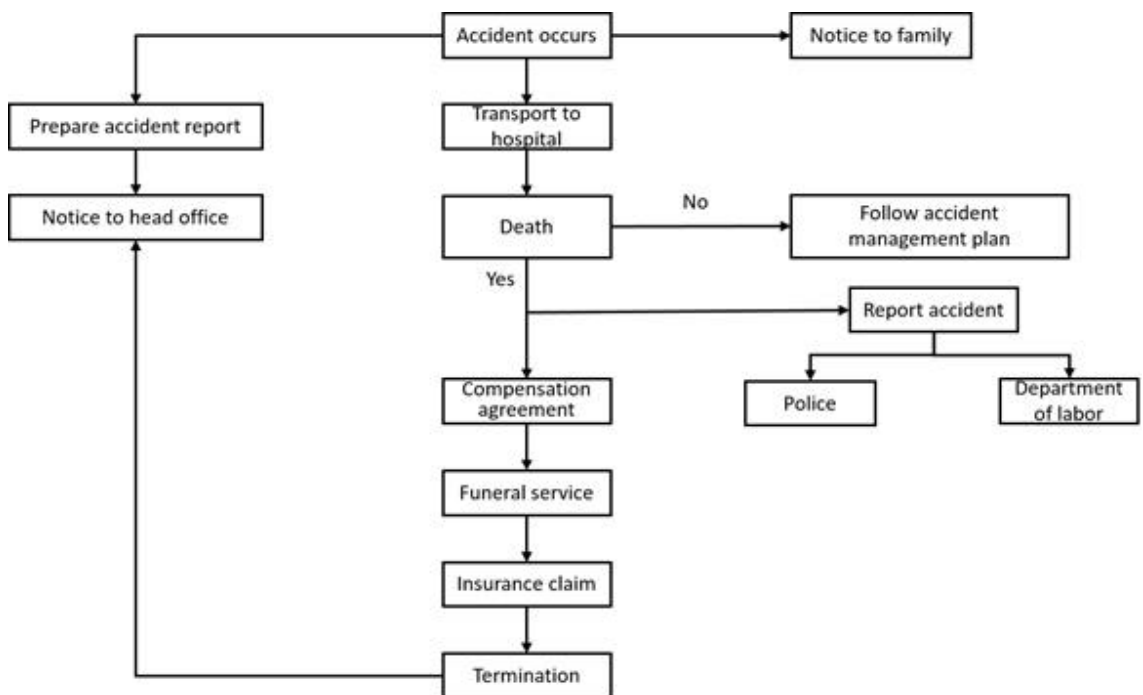 Accident occurs
Notice to family
Prepare accident report
Transport to
hospital
Notice to head office
Death
No
Follow accident
management plan
Yes
Report accident
Compensation
agreement
Police
Department
of labor
Funeral service
Insurance claim
Termination